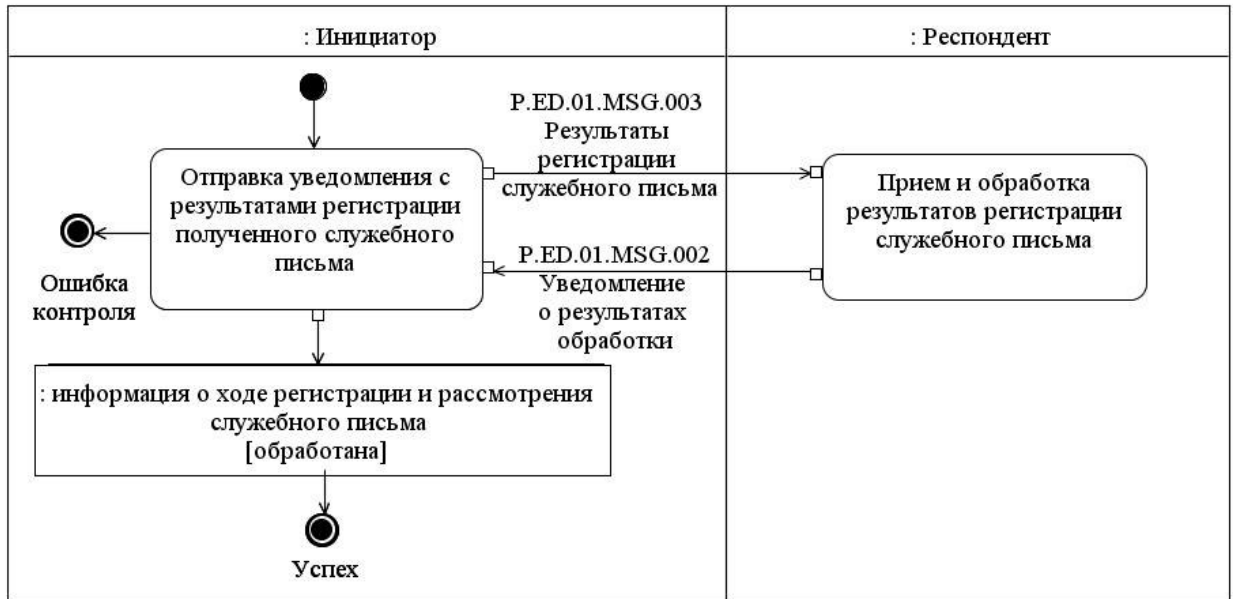 : Инициатор
: Респондент
P.ED.01.MSG.003
Результаты
регистрации
служебного письма
Отправка уведомления с
результатами регистрации
полученного служебного
письма
Прием и обработка
результатов регистрации
служебного письма
P.ED.01.MSG.002
Уведомление
о результатах
обработки
Ошибка
контроля
: информация о ходе регистрации и рассмотрения
служебного письма
[обработана]
Успех